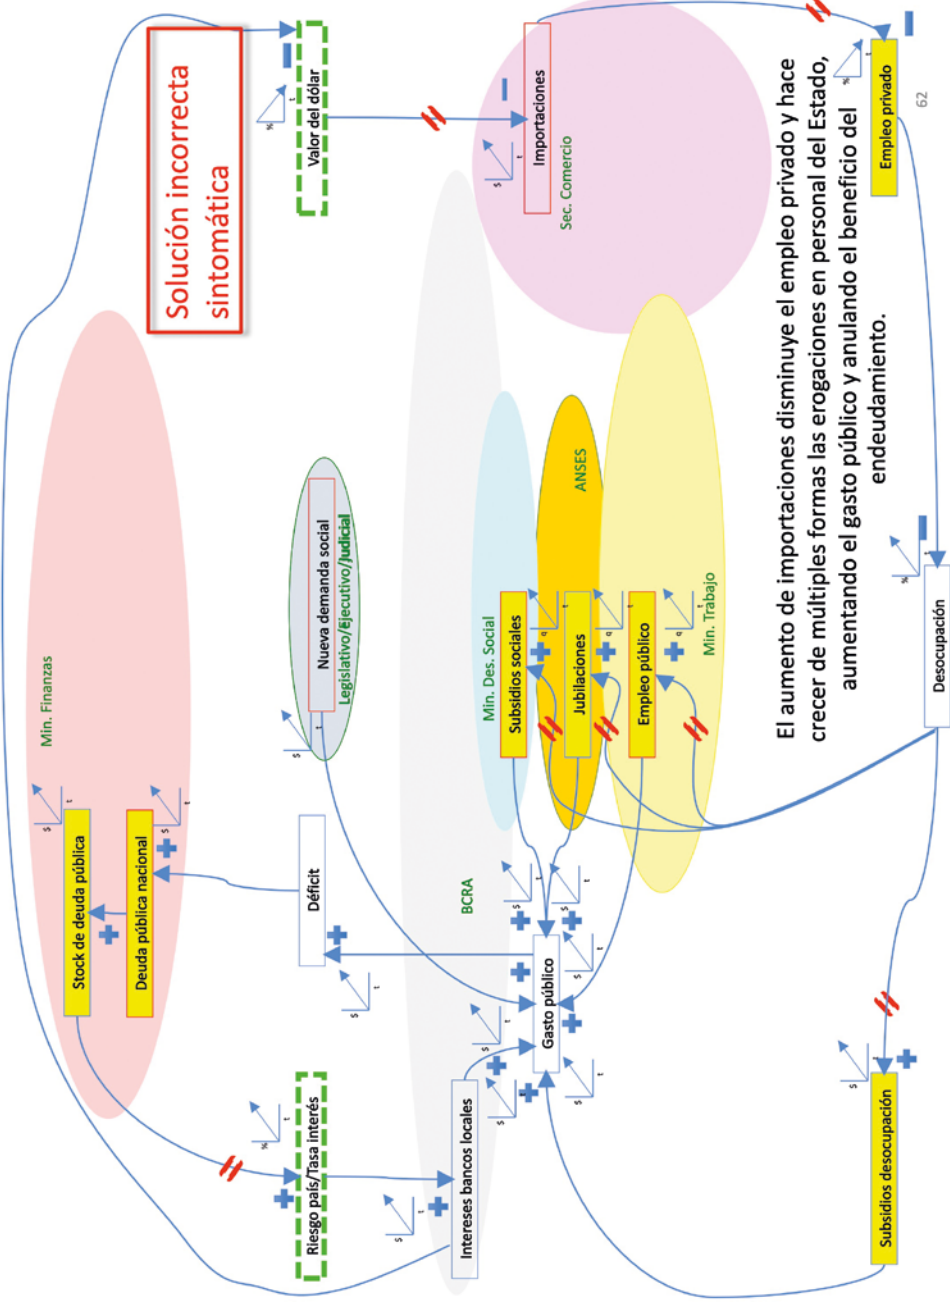 Min. Finanzas
Solución incorrecta
sintomática
Stock de deuda pública
Deuda pública nacional
Riesgo país/Tasa interés
Déficit
Nueva demanda social
Legislativo/Ejecutivo/Judicial
Valor del dólar
BCRA
Intereses bancos locales
Gasto público
Min. Des. Social
Subsidios sociales
ANSES
Jubilaciones
Empleo público
Min. Trabajo
Importaciones
Sec. Comercio
El aumento de importaciones disminuye el empleo privado y hace
crecer de múltiples formas las erogaciones en personal del Estado,
aumentando el gasto público y anulando el beneficio del
endeudamiento.
Subsidios desocupación
Desocupación
Empleo privado
62